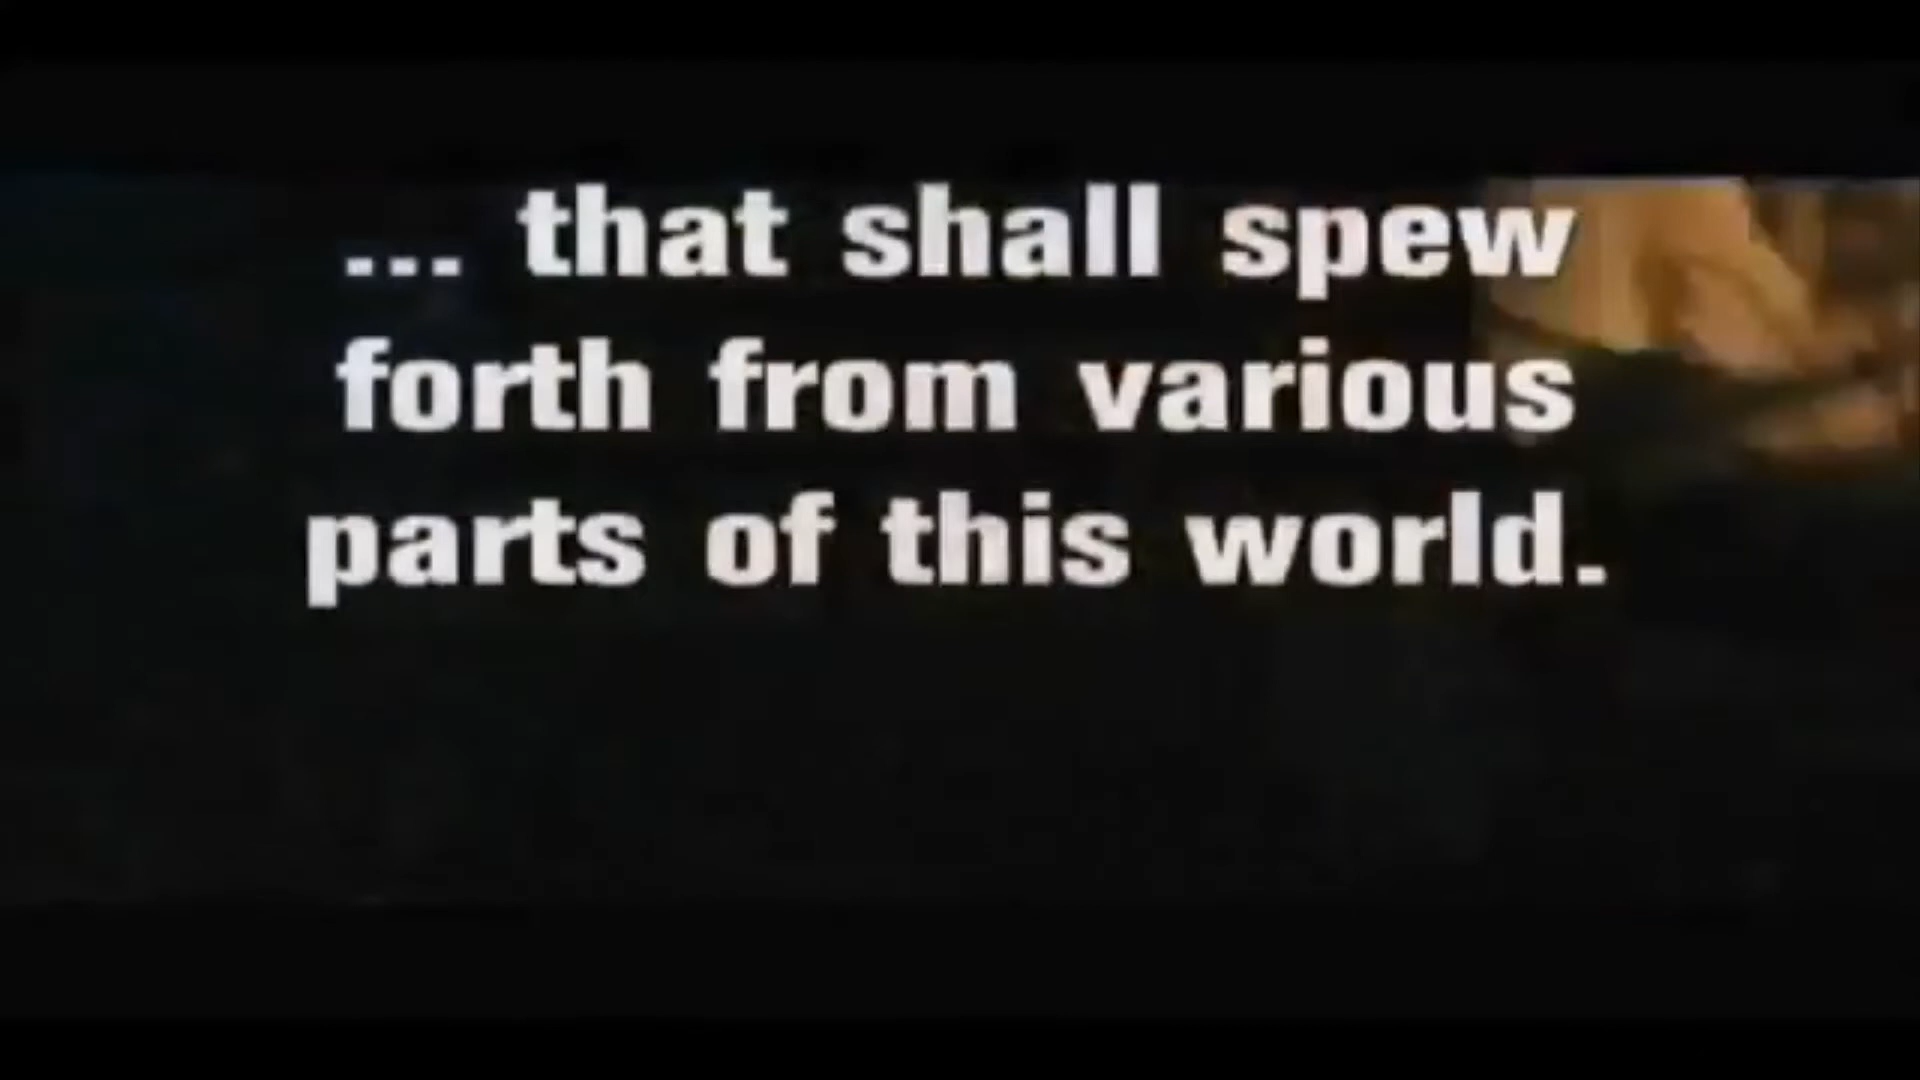 ... that shall spew
forth from various
parts of this world.